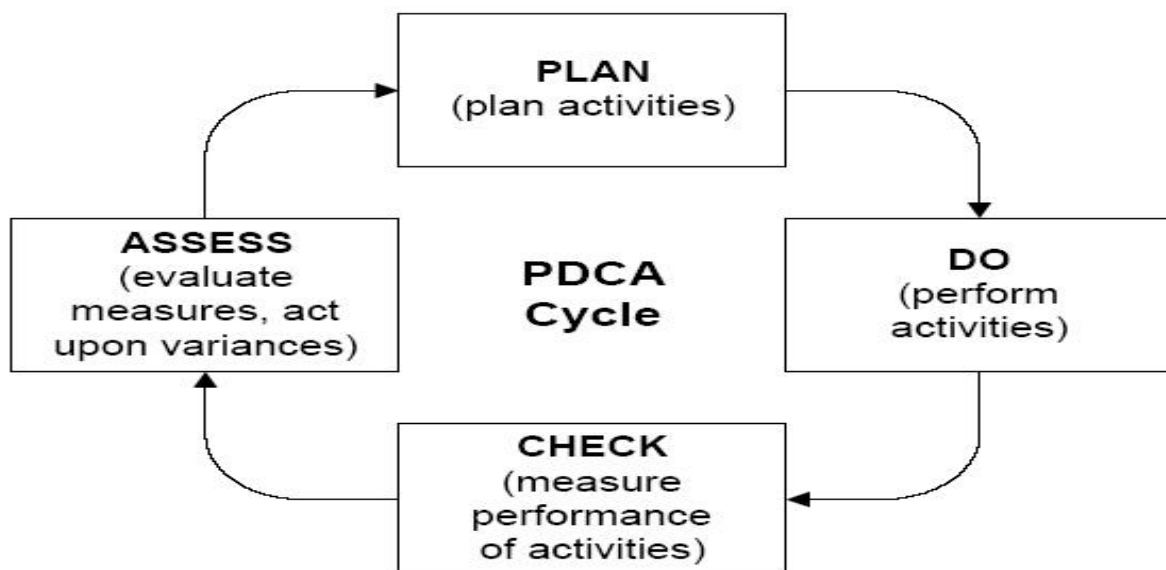 PLAN
(plan activities)
ASSESS
(evaluate
measures, act
upon variances)
PDCA
Cycle
DO
(perform
activities)
CHECK
(measure
performance
of activities)